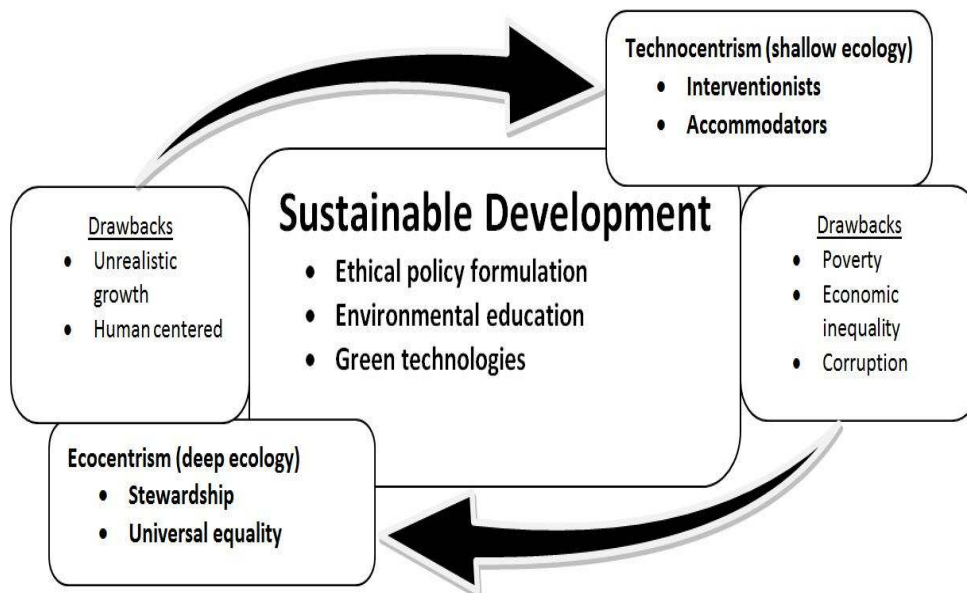 Technocentrism (shallow ecology)
• Interventionists
• Accommodators
Sustainable Development
• Ethical policy formulation
• Environmental education
• Green technologies
Drawbacks
• Unrealistic
growth
• Human centered
Drawbacks
• Poverty
• Economic
inequality
• Corruption
Ecocentrism (deep ecology)
• Stewardship
• Universal equality